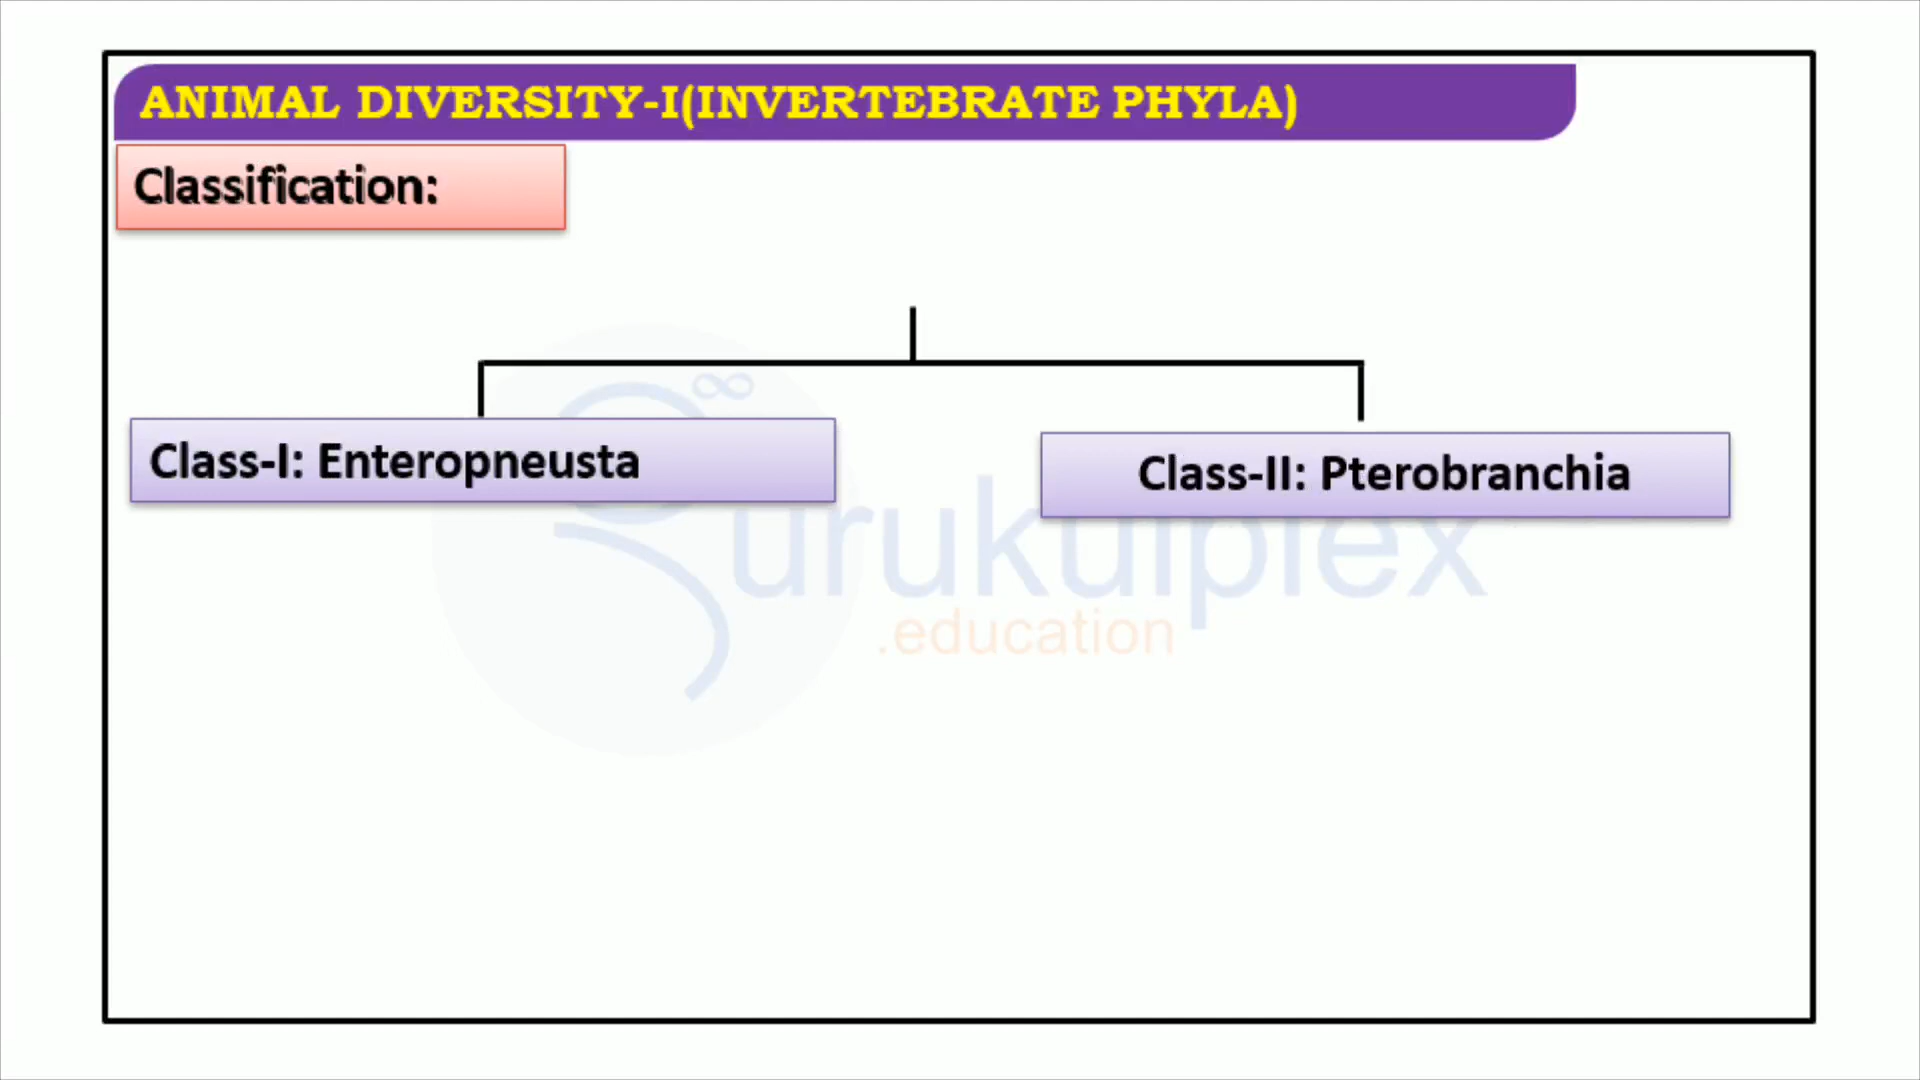 ANIMAL DIVERSITY-I(INVERTEBRATE PHYLA)
Classification:
Class-I: Enteropneusta
Class-II: Pterobranchia
urukulplex
.education